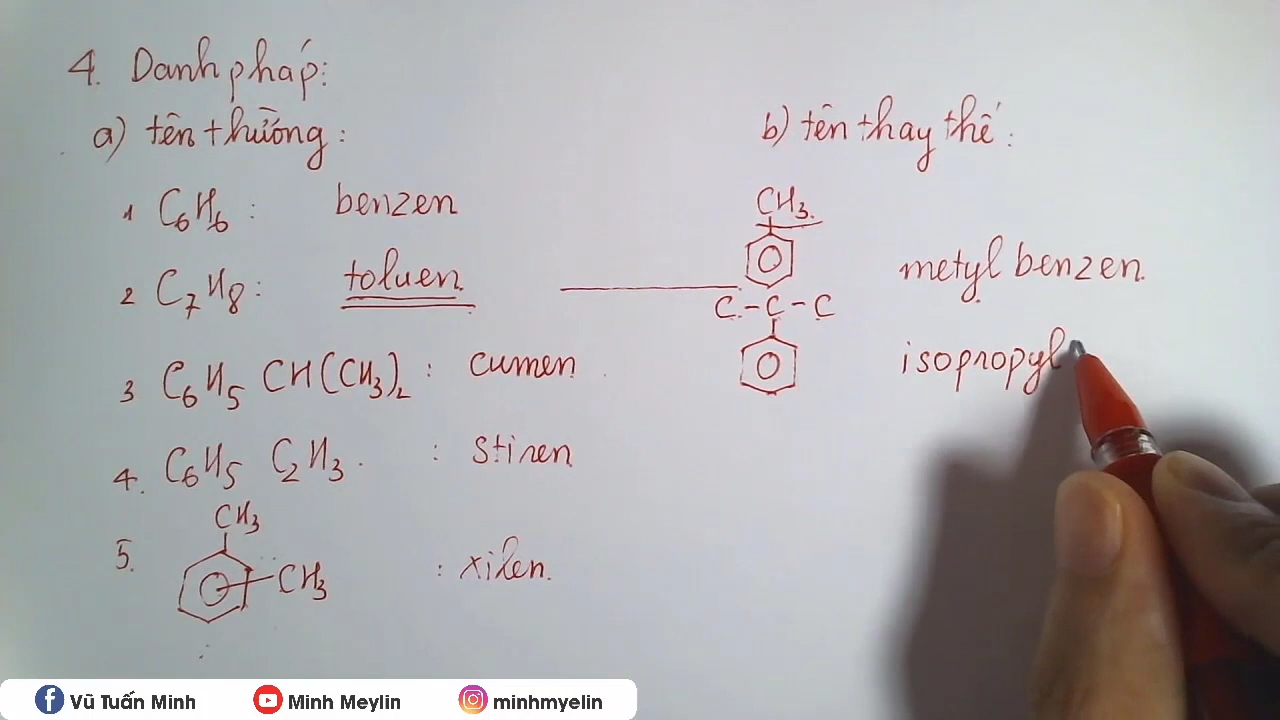 4. Danh pháp:
a) tên thường:
1 C6H6: benzen
2 C7H8: toluen
3 C6H5 CH(CH3)2: cumen
4. C6H5 C2H3. : stiren
5. CH3
CH3 : xilen.
b) tên thay thế:
CH3. metyl benzen.
C-C-C isopropyl
Vũ Tuấn Minh Minh Meylin minhmyelin